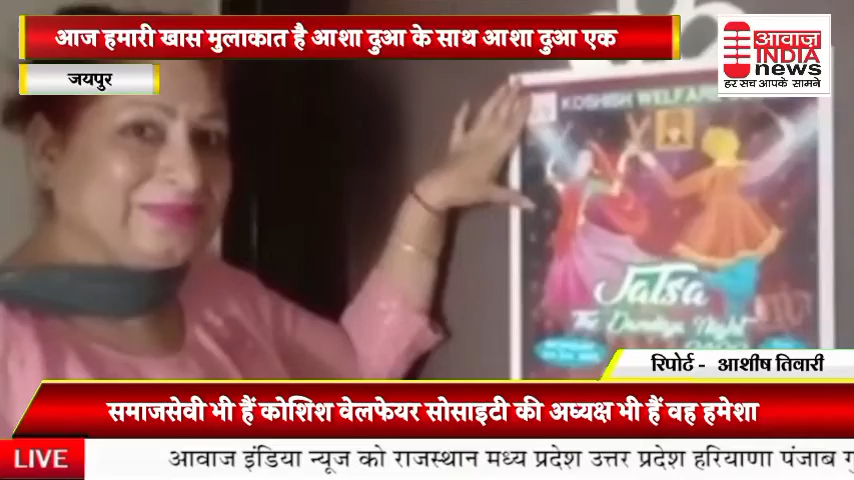 आज हमारी खास मुलाकात है आशा दुआ के साथ आशा दुआ एक
आवाज़
INDIA
news
हर सच आपके सामने
जयपुर
KOSHISH WELFARE
Jalsa
The Dandiya Night
रिपोर्ट - आशीष तिवारी
समाजसेवी भी हैं कोशिश वेलफेयर सोसाइटी की अध्यक्ष भी हैं वह हमेशा
LIVE
आवाज इंडिया न्यूज को राजस्थान मध्य प्रदेश उत्तर प्रदेश हरियाणा पंजाब